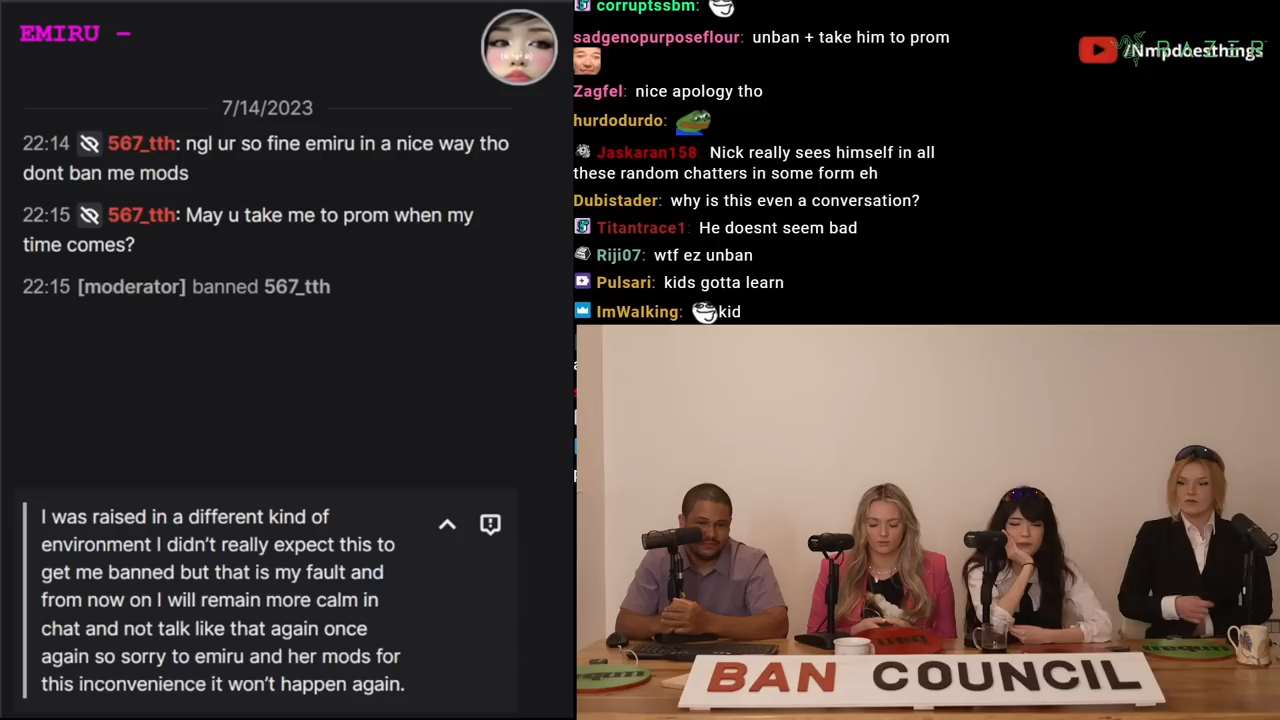 EMIRU –
7/14/2023
22:14 567_tth: ngl ur so fine emiru in a nice way tho
dont ban me mods
22:15 567_tth: May u take me to prom when my
time comes?
22:15 [moderator] banned 567_tth
I was raised in a different kind of
environment I didn't really expect this to
get me banned but that is my fault and
from now on I will remain more calm in
chat and not talk like that again once
again so sorry to emiru and her mods for
this inconvenience it won't happen again.
corruptssbm:
sadgenopurposeflour: unban + take him to prom
Zagfel: nice apology tho
hurdodurdo:
Jaskaran158: Nick really sees himself in all
these random chatters in some form eh
Dubistader: why is this even a conversation?
Titantrace1: He doesnt seem bad
Riji07: wtf ez unban
Pulsari: kids gotta learn
ImWalking: kid
/Nmpdoesthings
RAZER
BAN COUNCIL